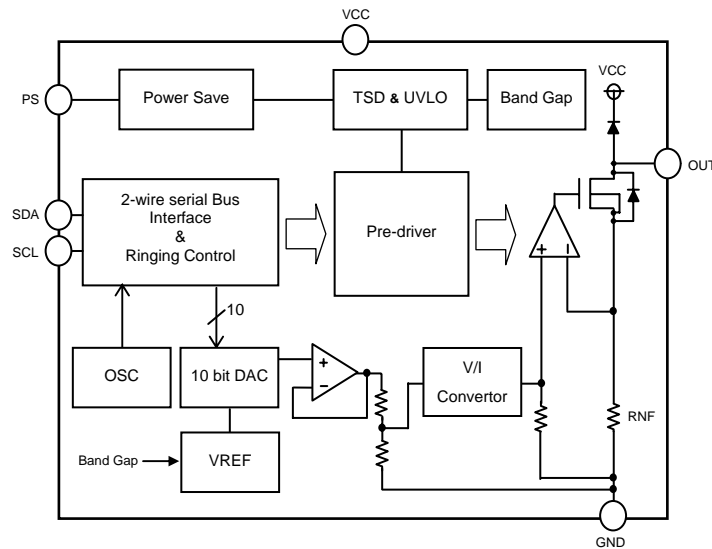 VCC
VCC
PS
Power Save
TSD & UVLO
Band Gap
OUT
SDA
SCL
2-wire serial Bus
Interface
&
Ringing Control
Pre-driver
+
−
10
OSC
10 bit DAC
+
−
V/I
Convertor
RNF
Band Gap
VREF
GND